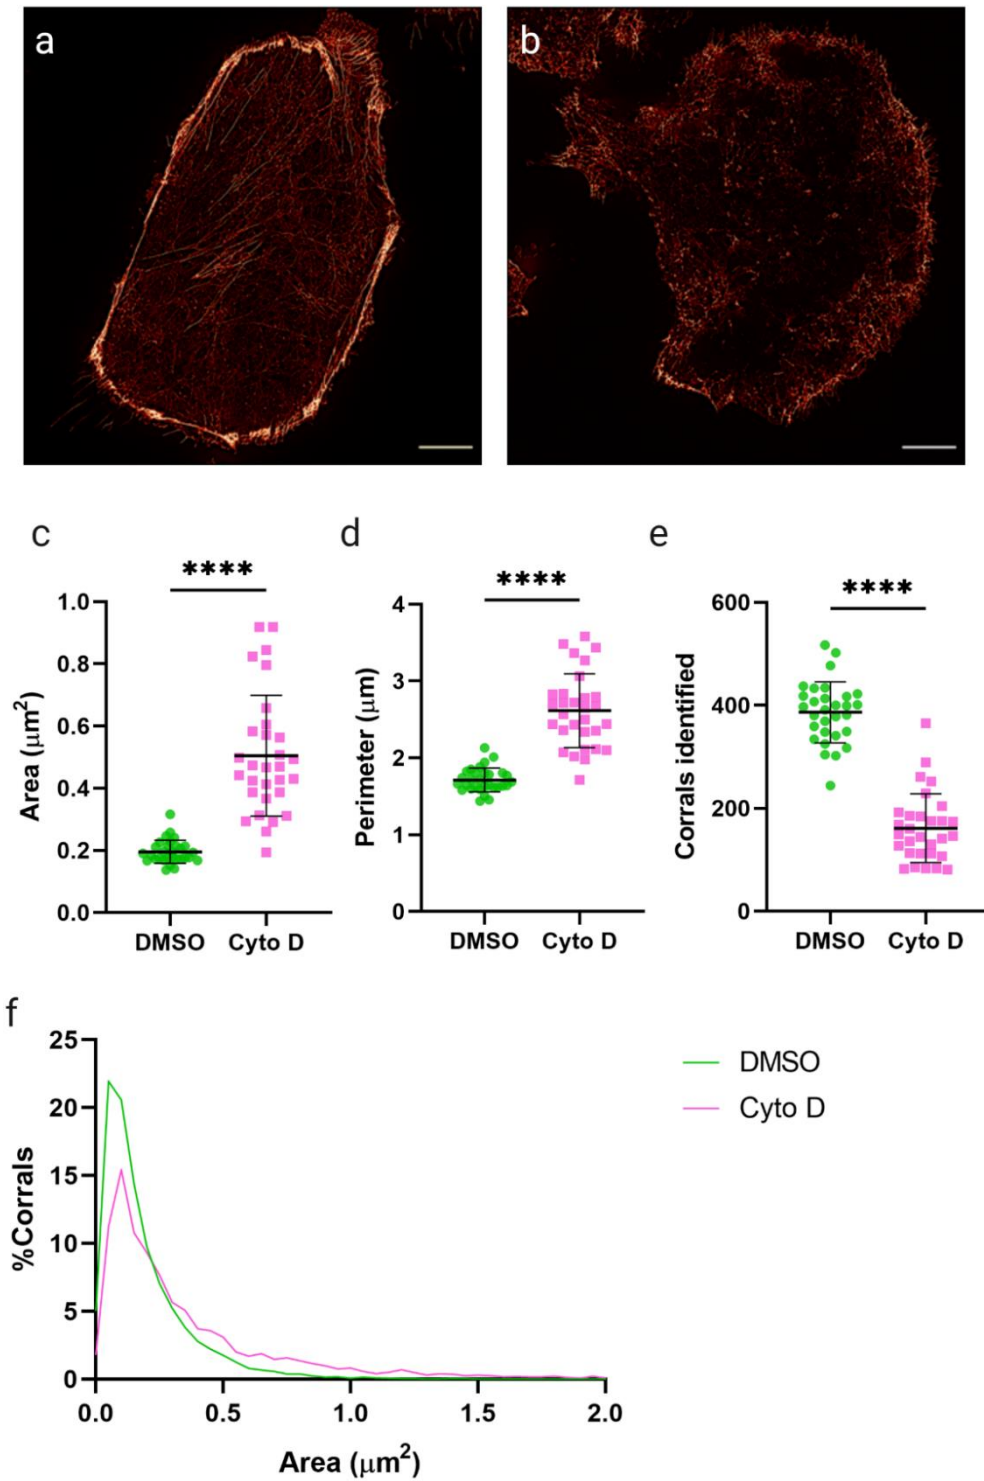 a
b
c
d
e
****
****
****
1.0
0.8
0.6
0.4
0.2
0.0
Area (μm²)
DMSO
Cyto D
4
3
2
1
0
Perimeter (μm)
DMSO
Cyto D
600
400
200
0
Corrals identified
DMSO
Cyto D
f
25
20
15
10
5
0
%Corrals
0.0
0.5
1.0
1.5
2.0
Area (μm²)
DMSO
Cyto D